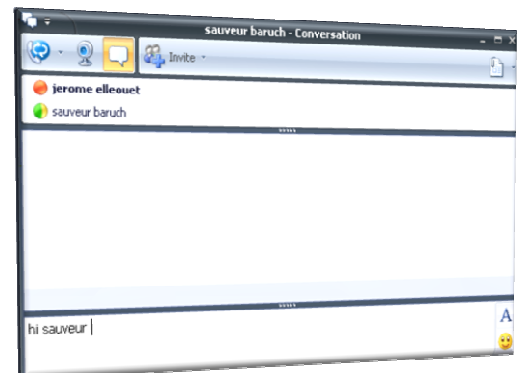 sauveur baruch - Conversation
Invite
jerome elleouet
sauveur baruch
hi sauveur
A